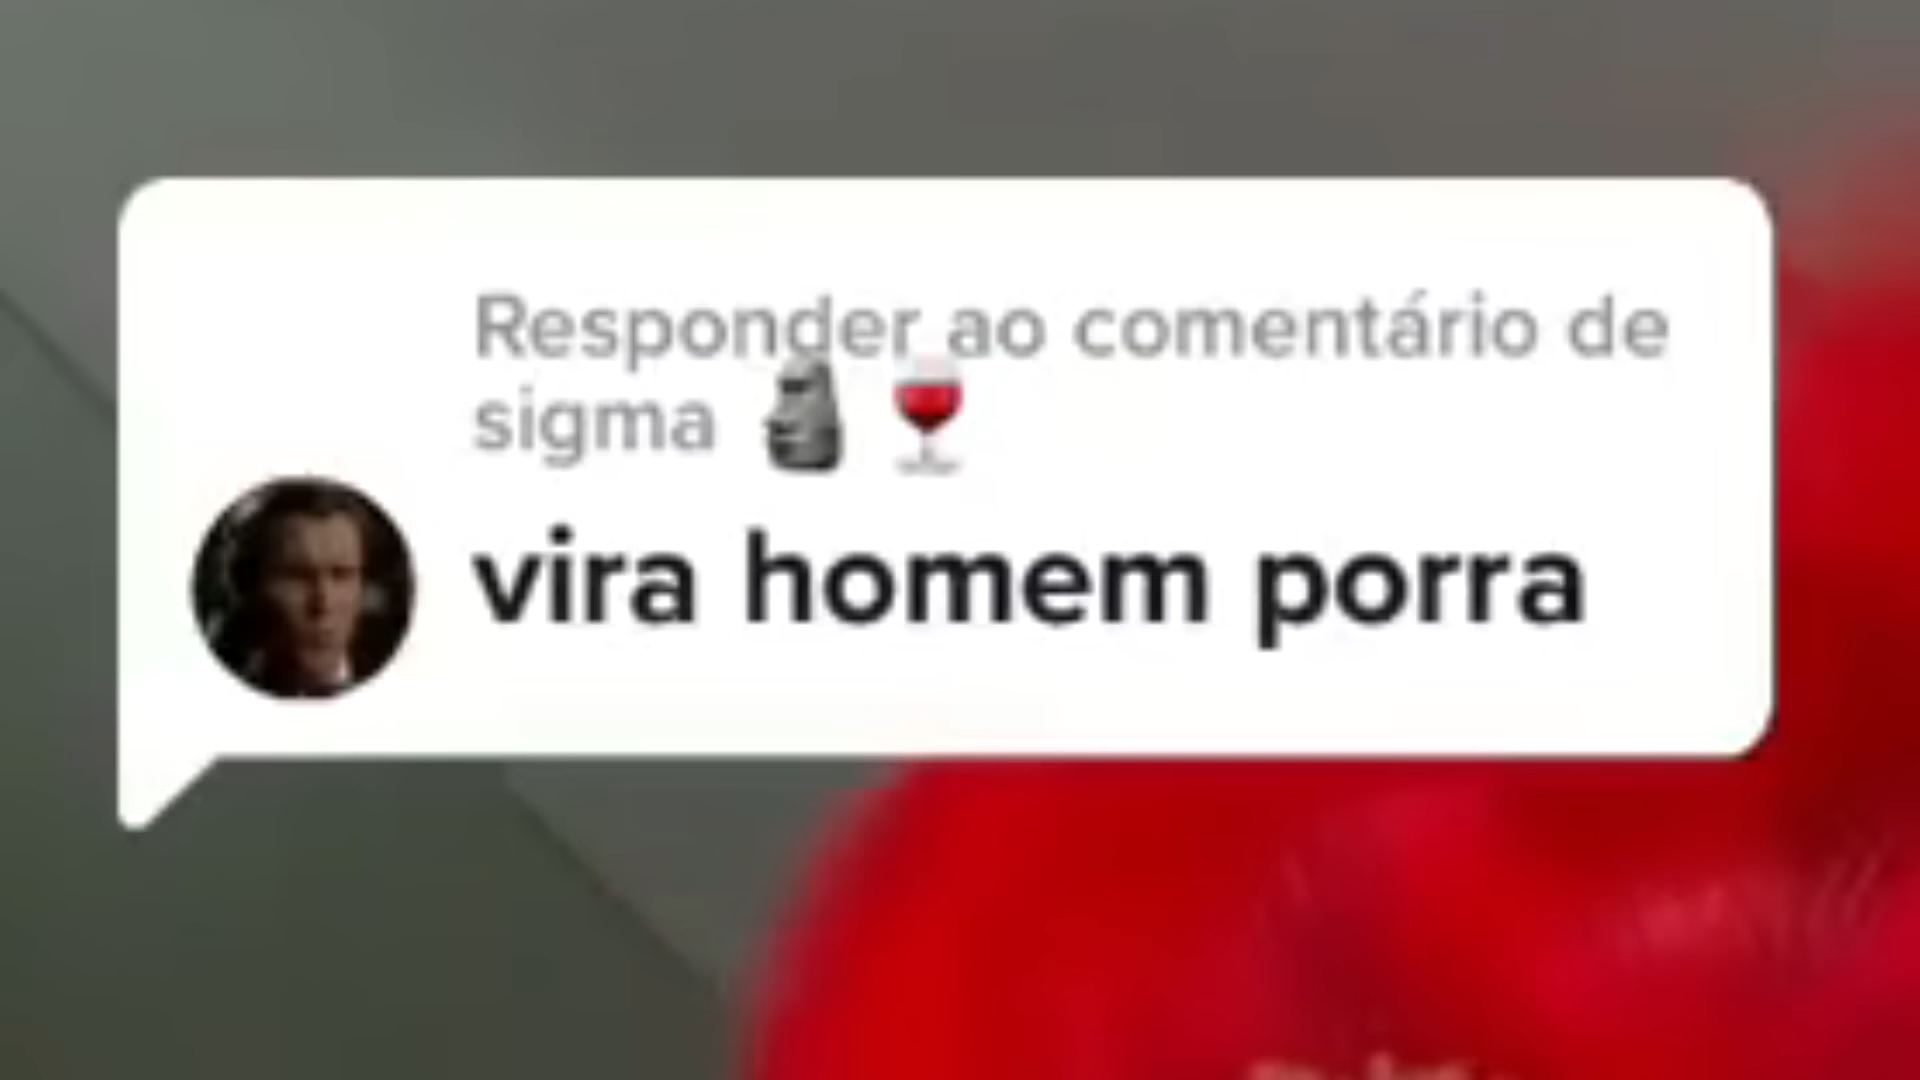 Responder ao comentário de
sigma 🗿 🍷
vira homem porra